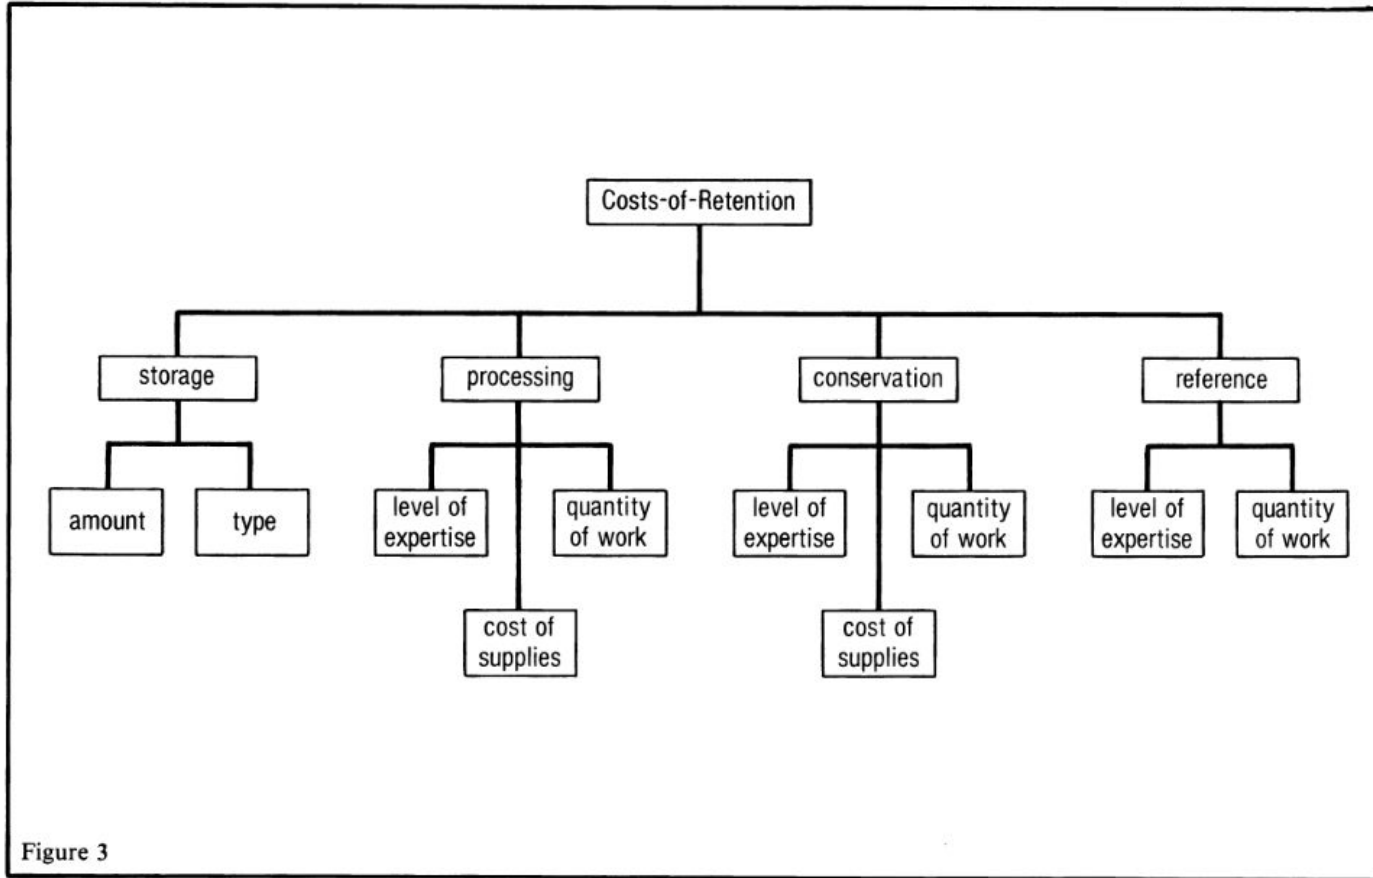 Costs-of-Retention
storage
processing
conservation
reference
amount
type
level of
expertise
quantity
of work
level of
expertise
quantity
of work
level of
expertise
quantity
of work
cost of
supplies
cost of
supplies
Figure 3